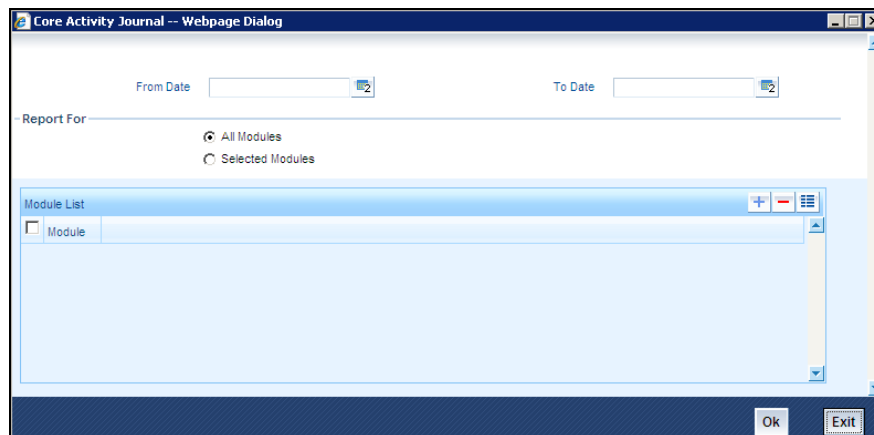 Core Activity Journal -- Webpage Dialog
From Date To Date
Report For
All Modules
Selected Modules
Module List
Module
Ok Exit